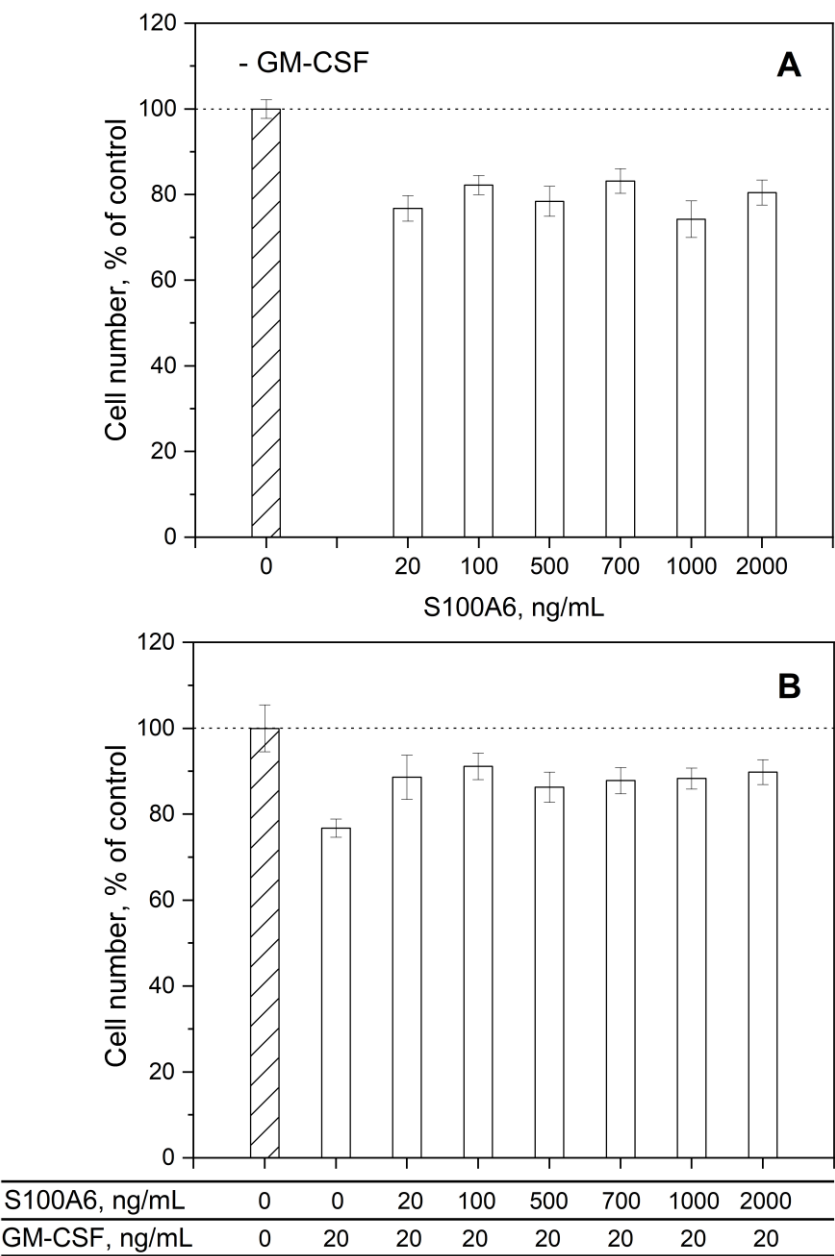 120
- GM-CSF
A
100
80
60
40
20
0
Cell number, % of control
0 20 100 500 700 1000 2000
S100A6, ng/mL
120
B
100
80
60
40
20
0
Cell number, % of control
S100A6, ng/mL 0 0 20 100 500 700 1000 2000
GM-CSF, ng/mL 0 20 20 20 20 20 20 20